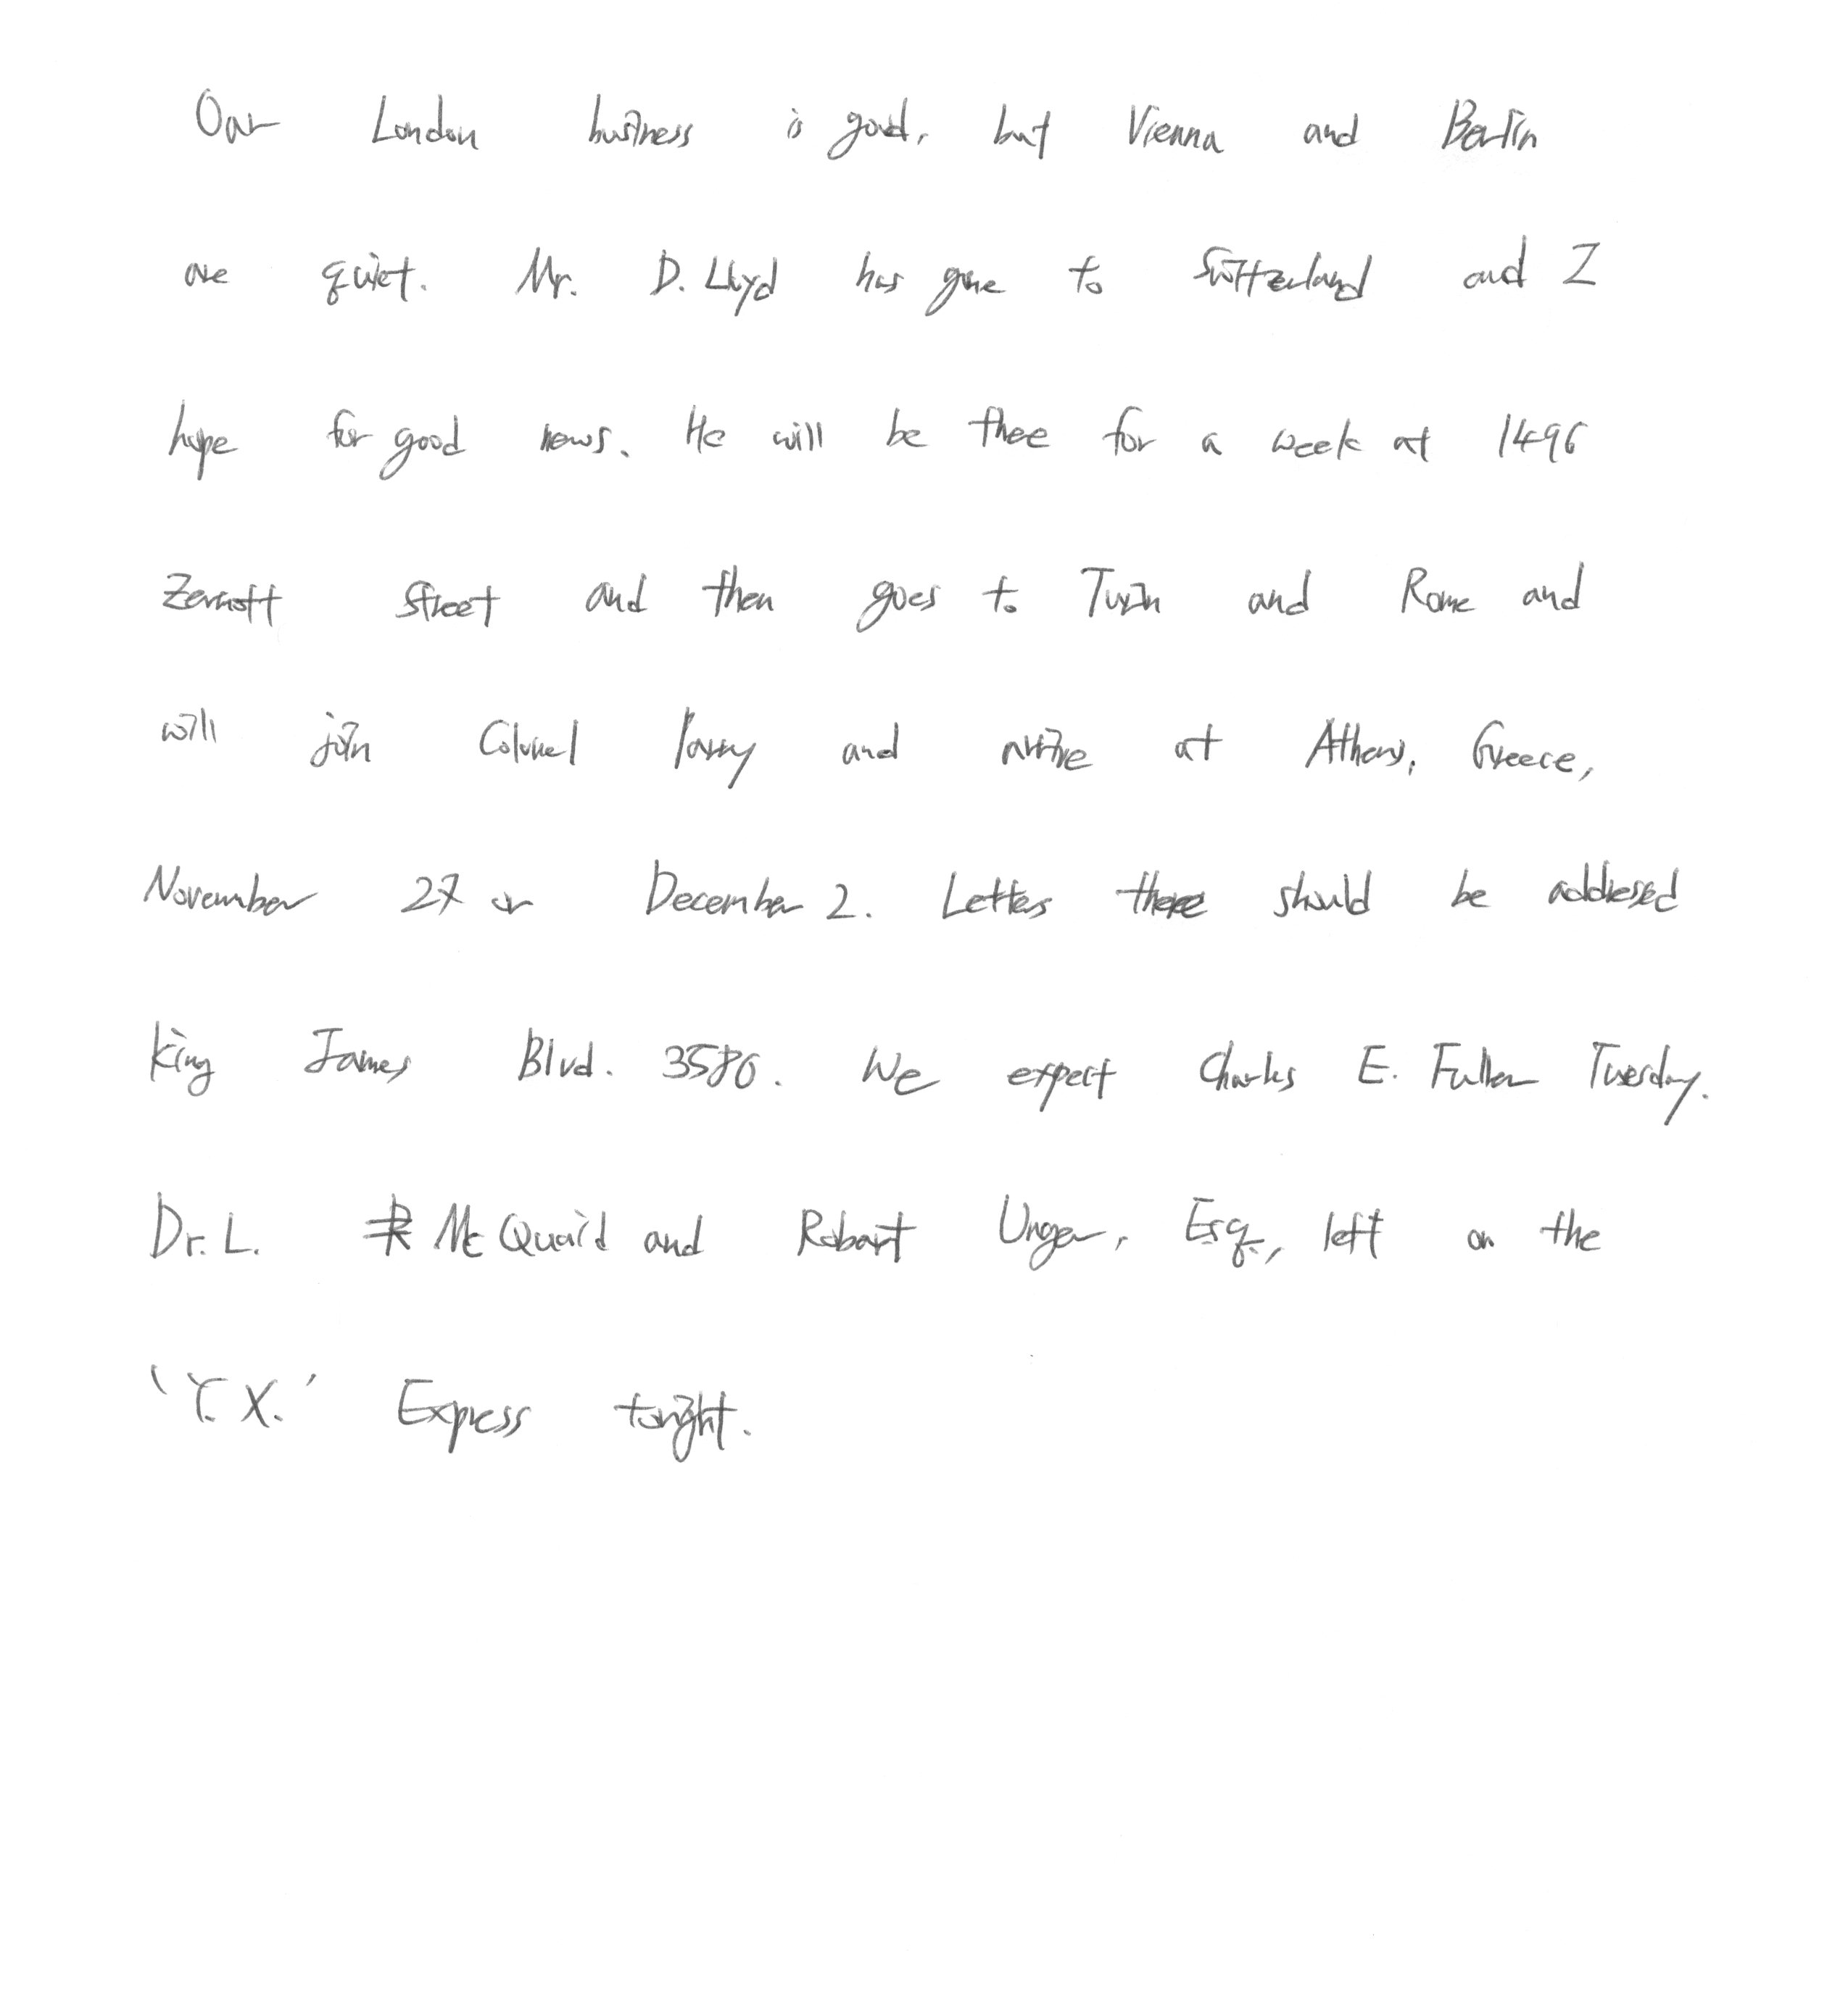 Our London business is good, but Vienna and Berlin
are quiet. Mr. D. Lloyd has gone to Switzerland and I
hope for good news. He will be there for a week at 1496
Zermott Street and then goes to Turin and Rome and
will join Colonel Parry and arrive at Athens, Greece,
November 27 or December 2. Letters there should be addressed
King James Blvd. 3580. We expect Charles E. Fuller Tuesday.
Dr. L. McQuaid and Robert Unger, Esq., left on the
'Y.X.' Express tonight.